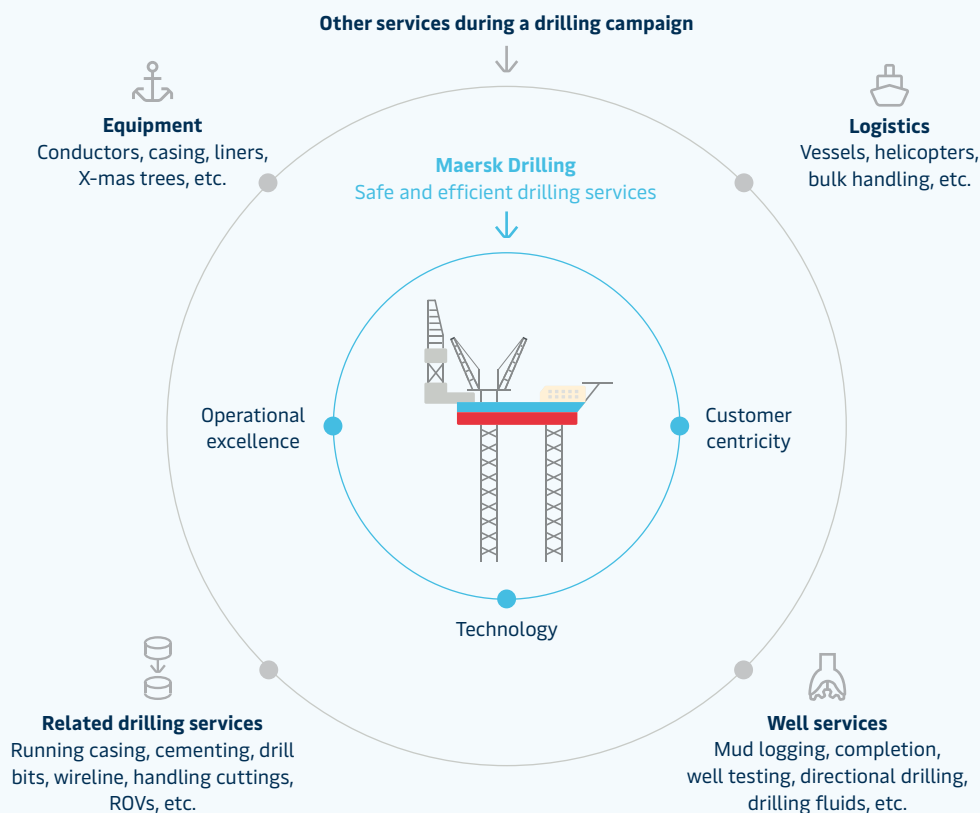 Other services during a drilling campaign
Equipment
Conductors, casing, liners,
X-mas trees, etc.
Logistics
Vessels, helicopters,
bulk handling, etc.
Maersk Drilling
Safe and efficient drilling services
Operational
excellence
Customer
centricity
Technology
Related drilling services
Running casing, cementing, drill
bits, wireline, handling cuttings,
ROVs, etc.
Well services
Mud logging, completion,
well testing, directional drilling,
drilling fluids, etc.